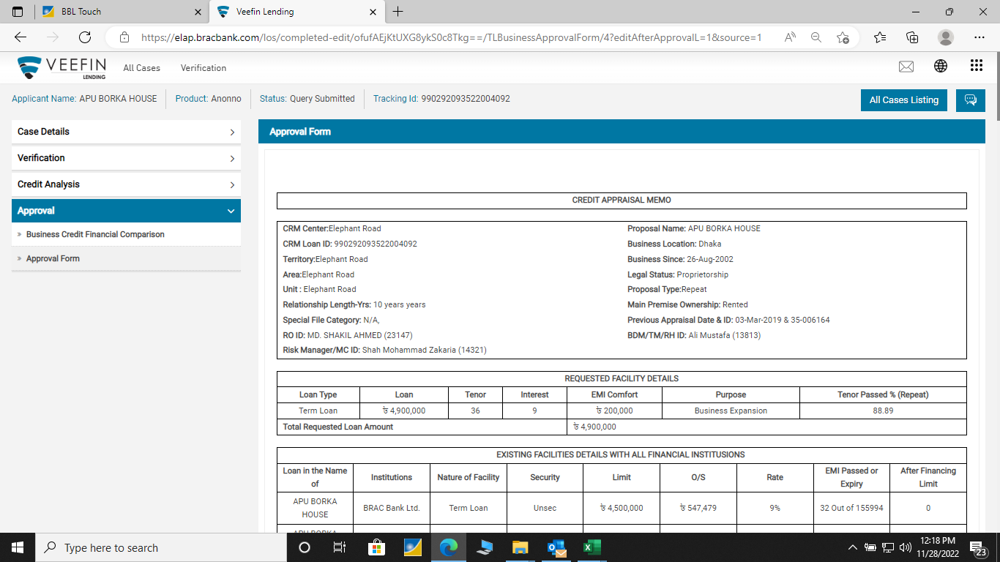 BBL Touch
Veefin Lending
https://elap.bracbank.com/los/completed-edit/ofufAEjKtUXG8ykS0c8Tkg==/TLBusinessApprovalForm/4?editAfterApprovalL=1&source=1
VEEFIN
LENDING
All Cases
Verification
Applicant Name: APU BORKA HOUSE
Product: Anonno
Status: Query Submitted
Tracking Id: 990292093522004092
All Cases Listing
Case Details
Verification
Credit Analysis
Approval
» Business Credit Financial Comparison
» Approval Form
Approval Form
CREDIT APPRAISAL MEMO
CRM Center:Elephant Road
CRM Loan ID: 990292093522004092
Territory:Elephant Road
Area:Elephant Road
Unit : Elephant Road
Relationship Length-Yrs: 10 years years
Special File Category: N/A,
RO ID: MD. SHAKIL AHMED (23147)
Risk Manager/MC ID: Shah Mohammad Zakaria (14321)
Proposal Name: APU BORKA HOUSE
Business Location: Dhaka
Business Since: 26-Aug-2002
Legal Status: Proprietorship
Proposal Type:Repeat
Main Premise Ownership: Rented
Previous Appraisal Date & ID: 03-Mar-2019 & 35-006164
BDM/TM/RH ID: Ali Mustafa (13813)
REQUESTED FACILITY DETAILS
Loan Type Loan Tenor Interest EMI Comfort Purpose Tenor Passed % (Repeat)
Term Loan ৳ 4,900,000 36 9 ৳ 200,000 Business Expansion 88.89
Total Requested Loan Amount ৳ 4,900,000
EXISTING FACILITIES DETAILS WITH ALL FINANCIAL INSTITUSIONS
Loan in the Name of Institutions Nature of Facility Security Limit O/S Rate EMI Passed or Expiry After Financing Limit
APU BORKA HOUSE BRAC Bank Ltd. Term Loan Unsec ৳ 4,500,000 ৳ 547,479 9% 32 Out of 155994 0
APU BORKA
Type here to search
12:18 PM
11/28/2022
23